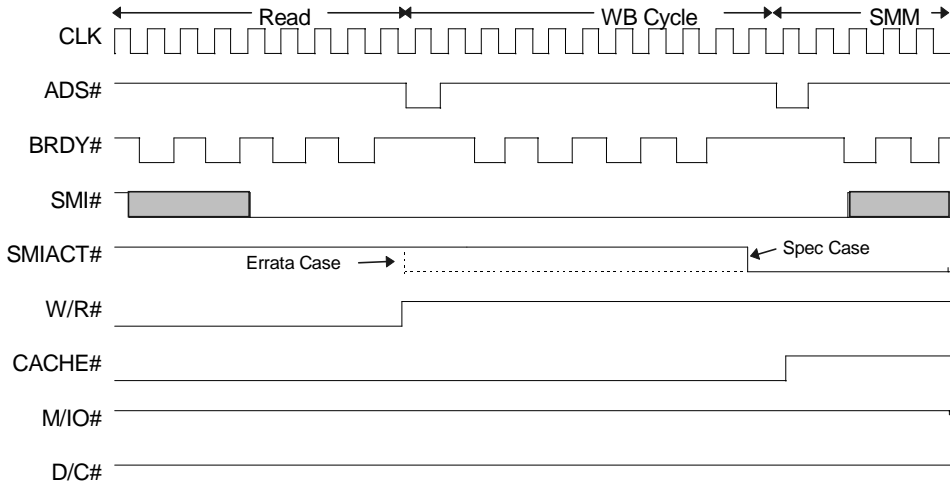 Read WB Cycle SMM
CLK
ADS#
BRDY#
SMI#
SMIACT#
Errata Case Spec Case
W/R#
CACHE#
M/IO#
D/C#